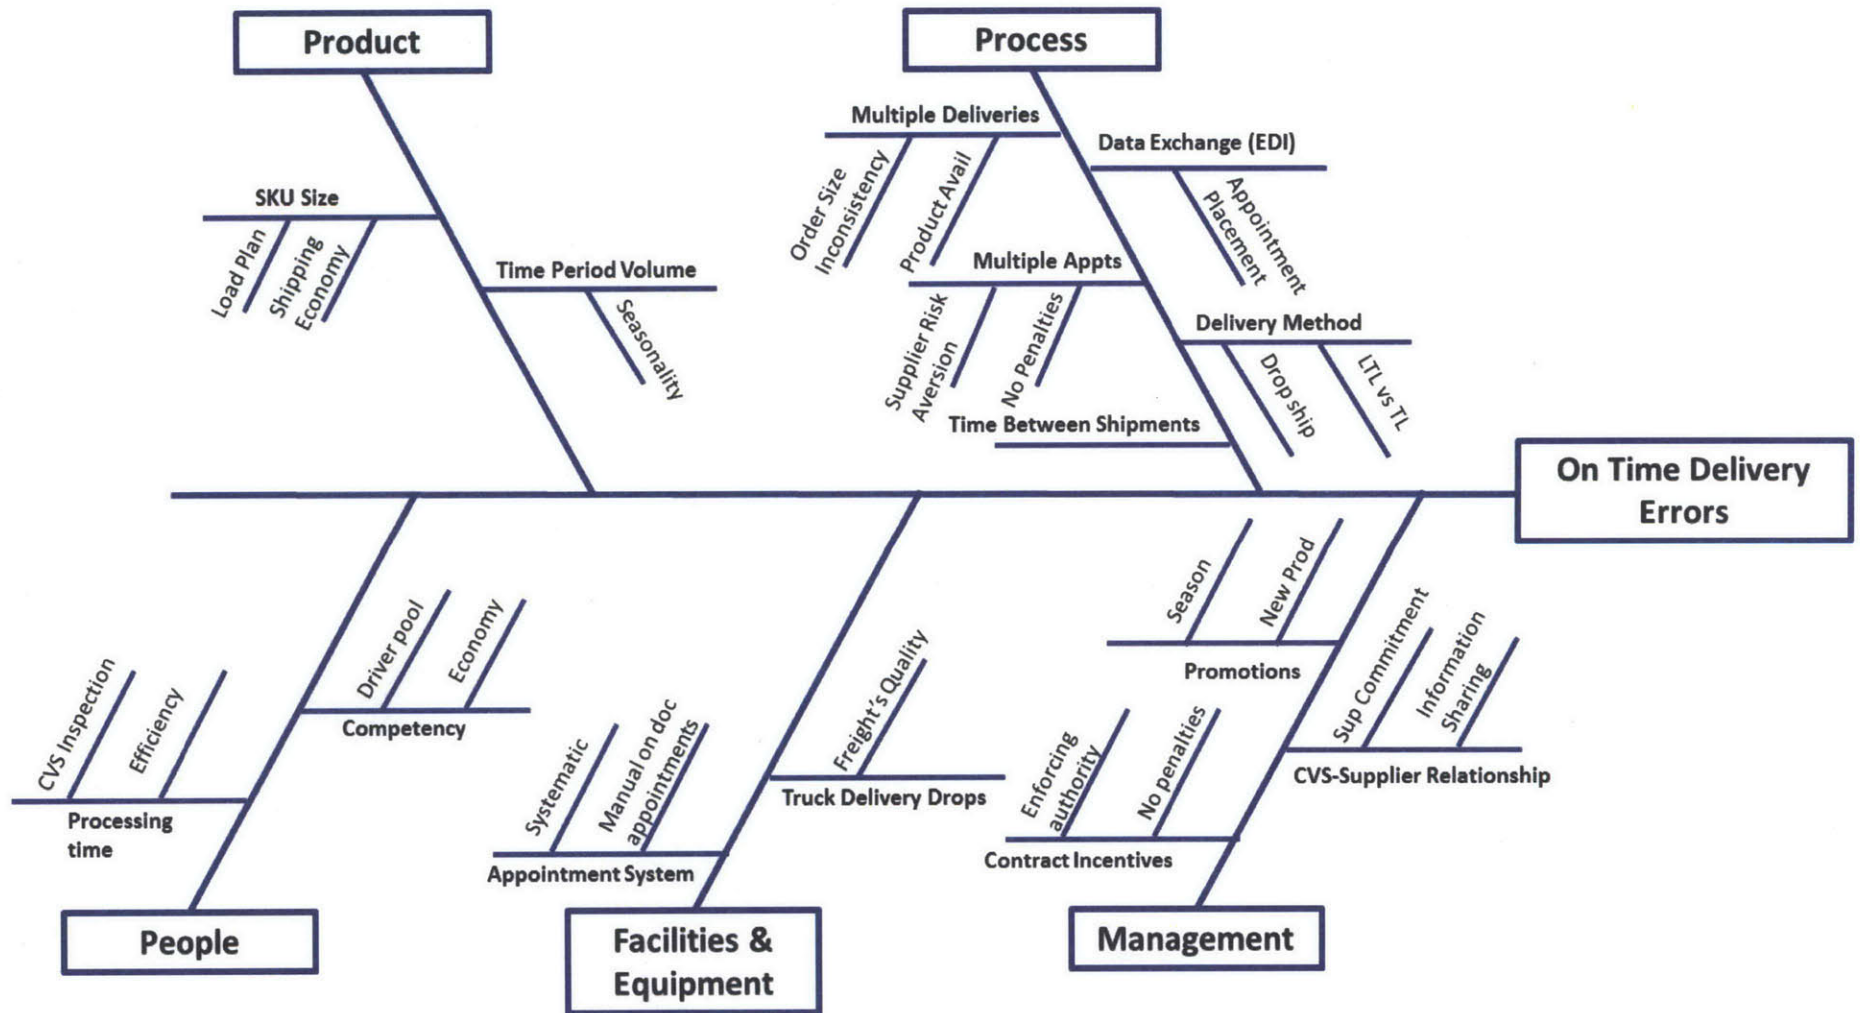 Product
Process
Multiple Deliveries
Order Size
Inconsistency
Product Avail
Data Exchange (EDI)
Appointment
Placement
SKU Size
Load Plan
Shipping
Economy
Time Period Volume
Seasonality
Multiple Appts
Supplier Risk
Aversion
No Penalties
Delivery Method
Drop ship
LTL vs TL
Time Between Shipments
On Time Delivery
Errors
CVS Inspection
Efficiency
Processing
time
Driver pool
Economy
Competency
Systematic
Manual on doc
appointments
Appointment System
Freight's Quality
Truck Delivery Drops
Season
New Prod
Promotions
Sup Commitment
Information
Sharing
CVS-Supplier Relationship
Enforcing
authority
No penalties
Contract Incentives
People
Facilities &
Equipment
Management